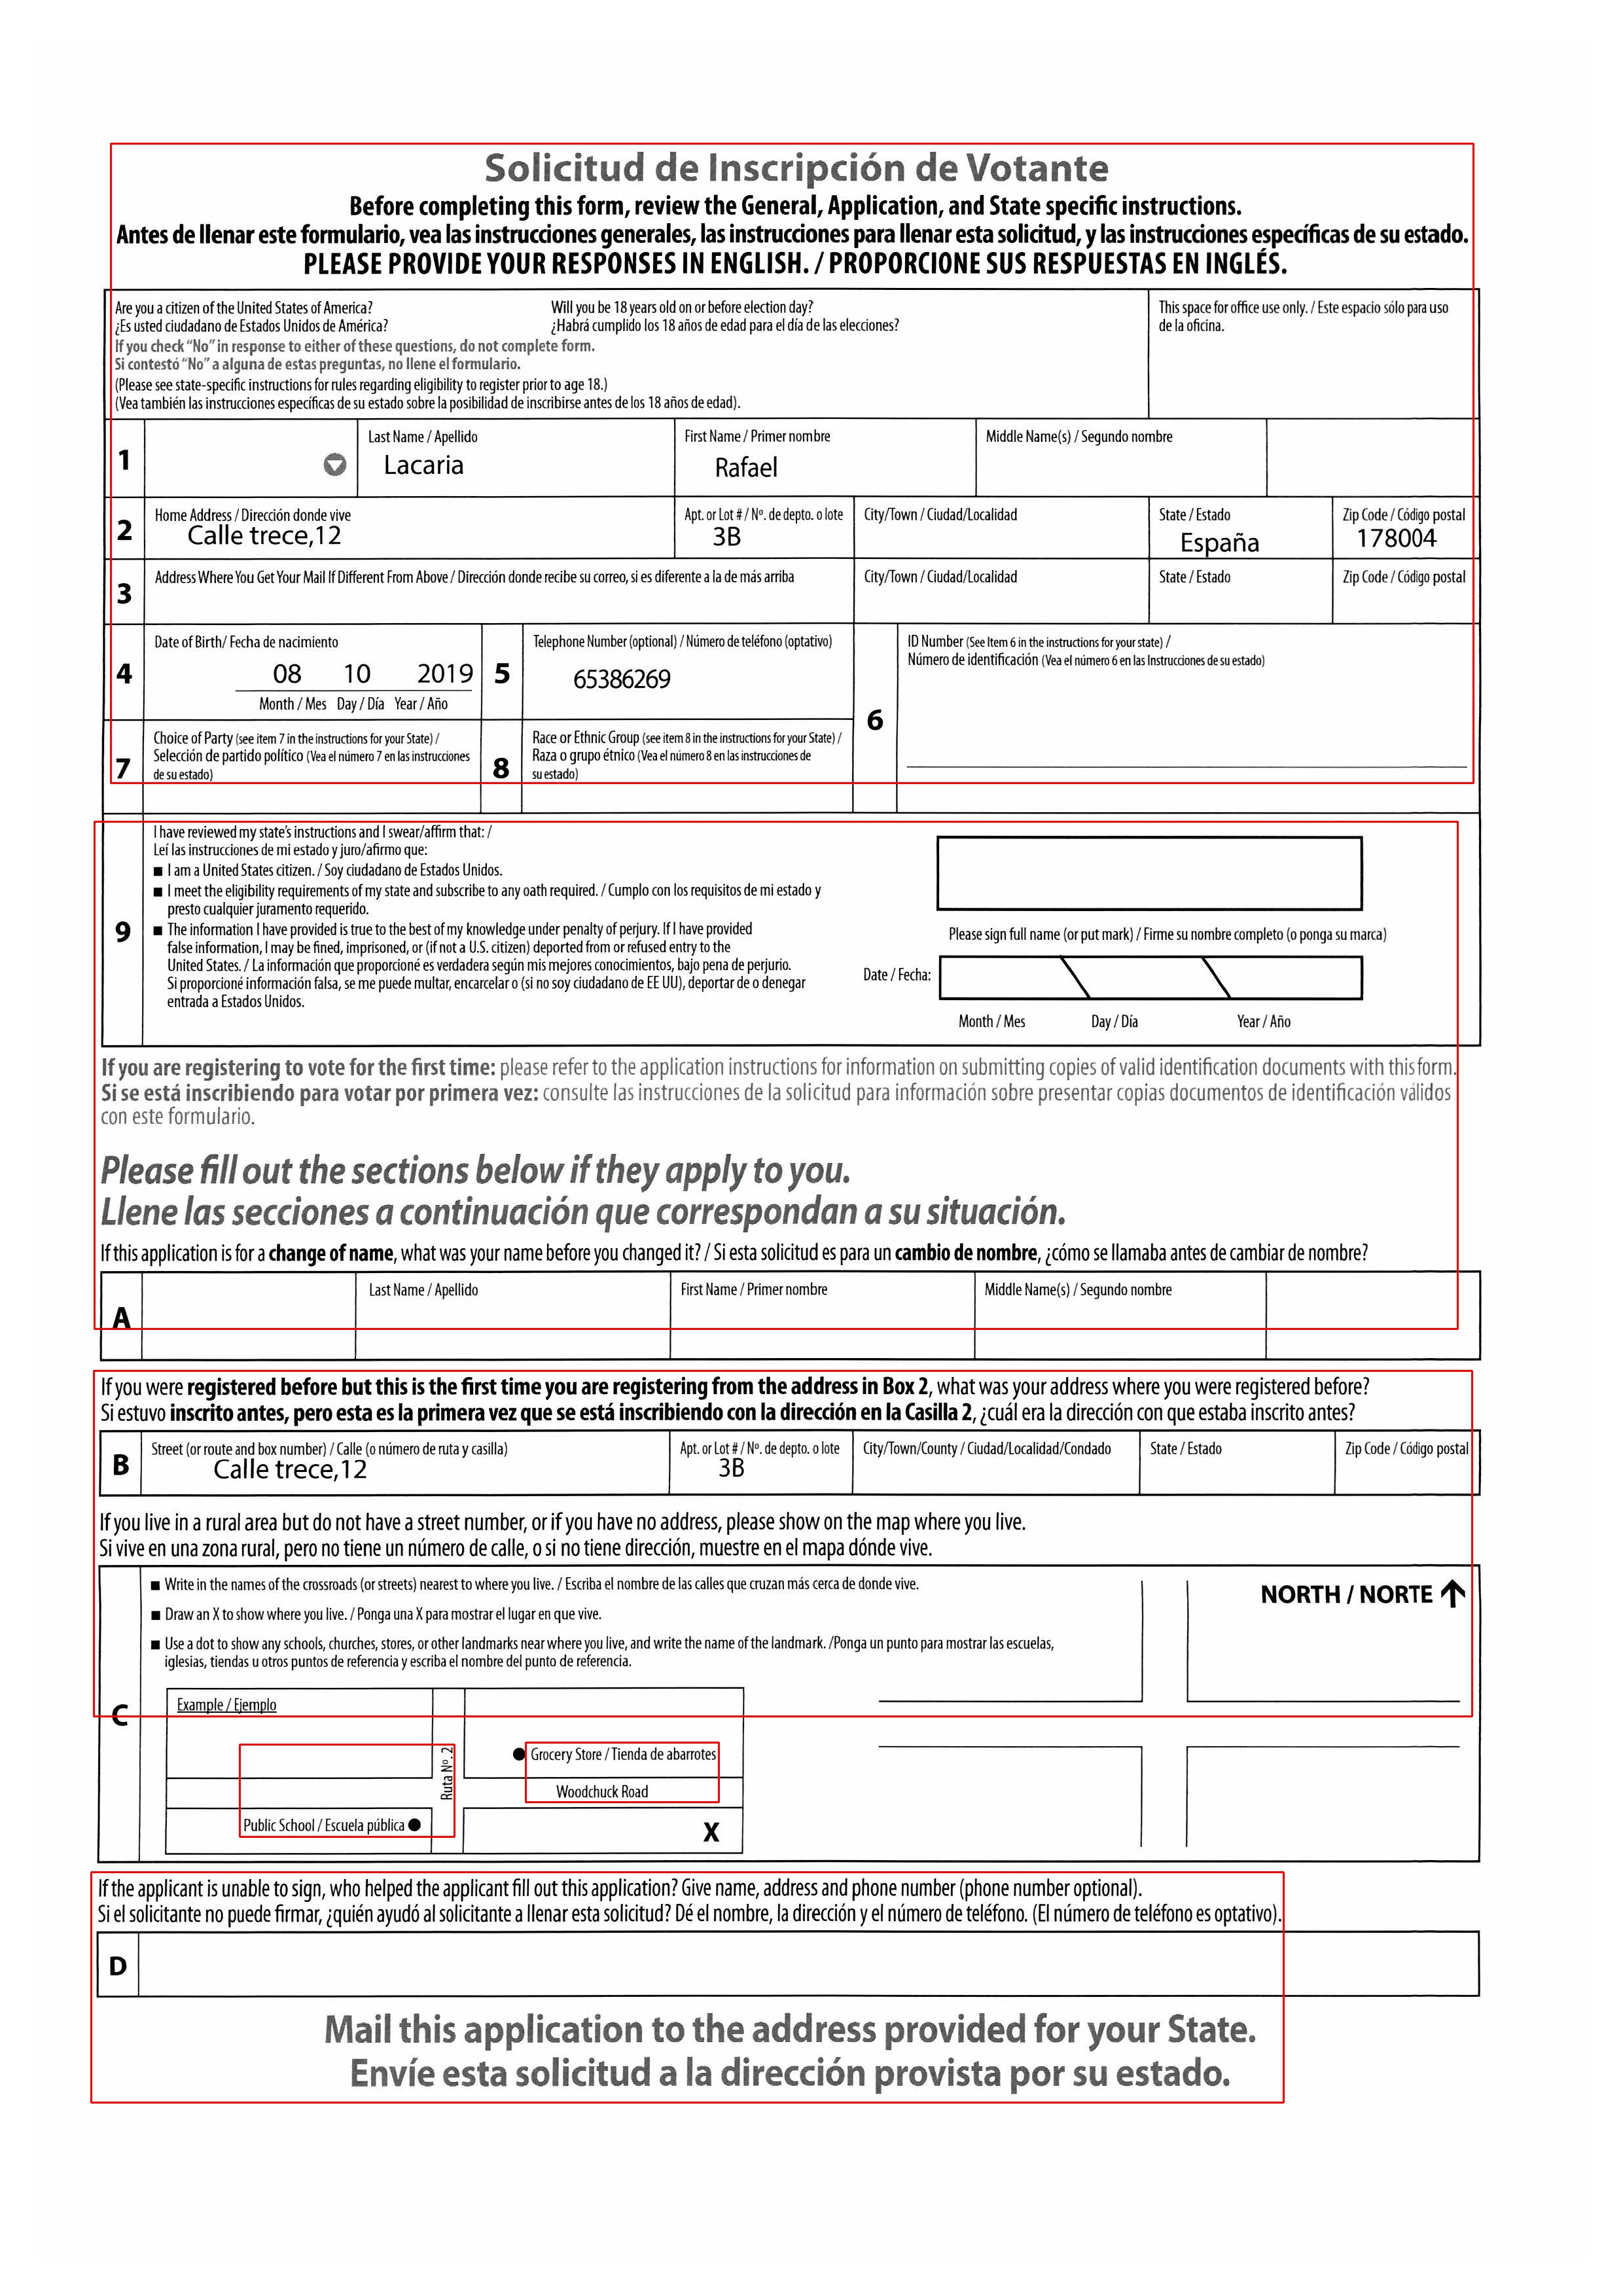 Solicitud de Inscripción de Votante
Before completing this form, review the General, Application, and State specific instructions.
Antes de llenar este formulario, vea las instrucciones generales, las instrucciones para llenar esta solicitud, y las instrucciones específicas de su estado.
PLEASE PROVIDE YOUR RESPONSES IN ENGLISH. / PROPORCIONE SUS RESPUESTAS EN INGLÉS.
Are you a citizen of the United States of America?
¿Es usted ciudadano de Estados Unidos de América?
Will you be 18 years old on or before election day?
¿Habrá cumplido los 18 años de edad para el día de las elecciones?
If you check “No” in response to either of these questions, do not complete form.
Si contestó “No” a alguna de estas preguntas, no llene el formulario.
(Please see state-specific instructions for rules regarding eligibility to register prior to age 18.)
(Vea también las instrucciones específicas de su estado sobre la posibilidad de inscribirse antes de los 18 años de edad).
This space for office use only. / Este espacio sólo para uso
de la oficina.
1
Last Name / Apellido
Lacaria
First Name / Primer nombre
Rafael
Middle Name(s) / Segundo nombre
2
Home Address / Dirección donde vive
Calle trece,12
Apt. or Lot # / Nº. de depto. o lote
3B
City/Town / Ciudad/Localidad
State / Estado
España
Zip Code / Código postal
178004
3
Address Where You Get Your Mail If Different From Above / Dirección donde recibe su correo, si es diferente a la de más arriba
City/Town / Ciudad/Localidad
State / Estado
Zip Code / Código postal
4
Date of Birth/ Fecha de nacimiento
08 10 2019
Month / Mes Day / Día Year / Año
5
Telephone Number (optional) / Número de teléfono (optativo)
65386269
6
ID Number (See Item 6 in the instructions for your state) /
Número de identificación (Vea el número 6 en las Instrucciones de su estado)
7
Choice of Party (see item 7 in the instructions for your State) /
Selección de partido político (Vea el número 7 en las instrucciones
de su estado)
8
Race or Ethnic Group (see item 8 in the instructions for your State) /
Raza o grupo étnico (Vea el número 8 en las instrucciones de
su estado)
9
I have reviewed my state’s instructions and I swear/affirm that: /
Leí las instrucciones de mi estado y juro/afirmo que:
■ I am a United States citizen. / Soy ciudadano de Estados Unidos.
■ I meet the eligibility requirements of my state and subscribe to any oath required. / Cumplo con los requisitos de mi estado y
presto cualquier juramento requerido.
■ The information I have provided is true to the best of my knowledge under penalty of perjury. If I have provided
false information, I may be fined, imprisoned, or (if not a U.S. citizen) deported from or refused entry to the
United States. / La información que proporcioné es verdadera según mis mejores conocimientos, bajo pena de perjurio.
Si proporcioné información falsa, se me puede multar, encarcelar o (si no soy ciudadano de EE UU), deportar de o denegar
entrada a Estados Unidos.
Please sign full name (or put mark) / Firme su nombre completo (o ponga su marca)
Date / Fecha:
Month / Mes Day / Día Year / Año
If you are registering to vote for the first time: please refer to the application instructions for information on submitting copies of valid identification documents with this form.
Si se está inscribiendo para votar por primera vez: consulte las instrucciones de la solicitud para información sobre presentar copias documentos de identificación válidos
con este formulario.
Please fill out the sections below if they apply to you.
Llene las secciones a continuación que correspondan a su situación.
If this application is for a change of name, what was your name before you changed it? / Si esta solicitud es para un cambio de nombre, ¿cómo se llamaba antes de cambiar de nombre?
A
Last Name / Apellido
First Name / Primer nombre
Middle Name(s) / Segundo nombre
If you were registered before but this is the first time you are registering from the address in Box 2, what was your address where you were registered before?
Si estuvo inscrito antes, pero esta es la primera vez que se está inscribiendo con la dirección en la Casilla 2, ¿cuál era la dirección con que estaba inscrito antes?
B
Street (or route and box number) / Calle (o número de ruta y casilla)
Calle trece,12
Apt. or Lot # / Nº. de depto. o lote
3B
City/Town/County / Ciudad/Localidad/Condado
State / Estado
Zip Code / Código postal
If you live in a rural area but do not have a street number, or if you have no address, please show on the map where you live.
Si vive en una zona rural, pero no tiene un número de calle, o si no tiene dirección, muestre en el mapa dónde vive.
C
■ Write in the names of the crossroads (or streets) nearest to where you live. / Escriba el nombre de las calles que cruzan más cerca de donde vive.
■ Draw an X to show where you live. / Ponga una X para mostrar el lugar en que vive.
■ Use a dot to show any schools, churches, stores, or other landmarks near where you live, and write the name of the landmark. /Ponga un punto para mostrar las escuelas,
iglesias, tiendas u otros puntos de referencia y escriba el nombre del punto de referencia.
NORTH / NORTE
Example / Ejemplo
Ruta Nº. 2
Grocery Store / Tienda de abarrotes
Woodchuck Road
Public School / Escuela pública
X
If the applicant is unable to sign, who helped the applicant fill out this application? Give name, address and phone number (phone number optional).
Si el solicitante no puede firmar, ¿quién ayudó al solicitante a llenar esta solicitud? Dé el nombre, la dirección y el número de teléfono. (El número de teléfono es optativo).
D
Mail this application to the address provided for your State.
Envíe esta solicitud a la dirección provista por su estado.